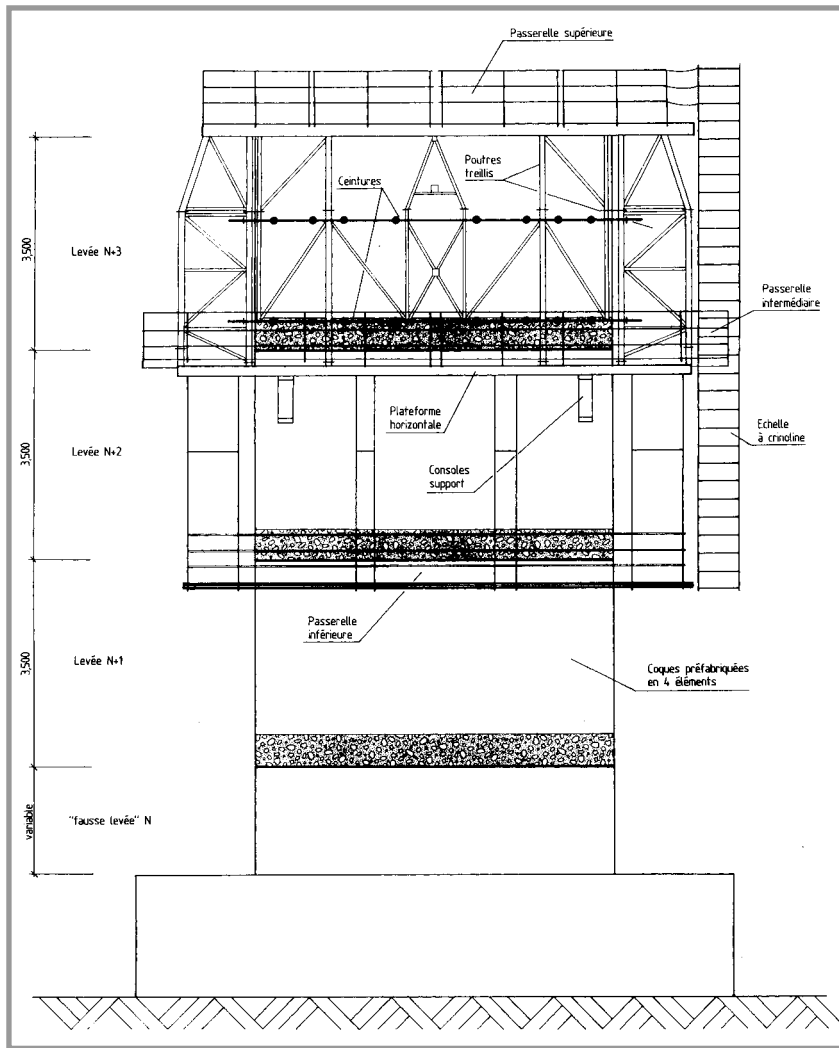 Passerelle supérieure
Ceintures
Poutres
treillis
3,500
Levée N+3
Passerelle
intermédiaire
Plateforme
horizontale
Echelle
à crinoline
3,500
Levée N+2
Consoles
support
Passerelle
inférieure
3,500
Levée N+1
Coques préfabriquées
en 4 éléments
variable
"fausse levée" N